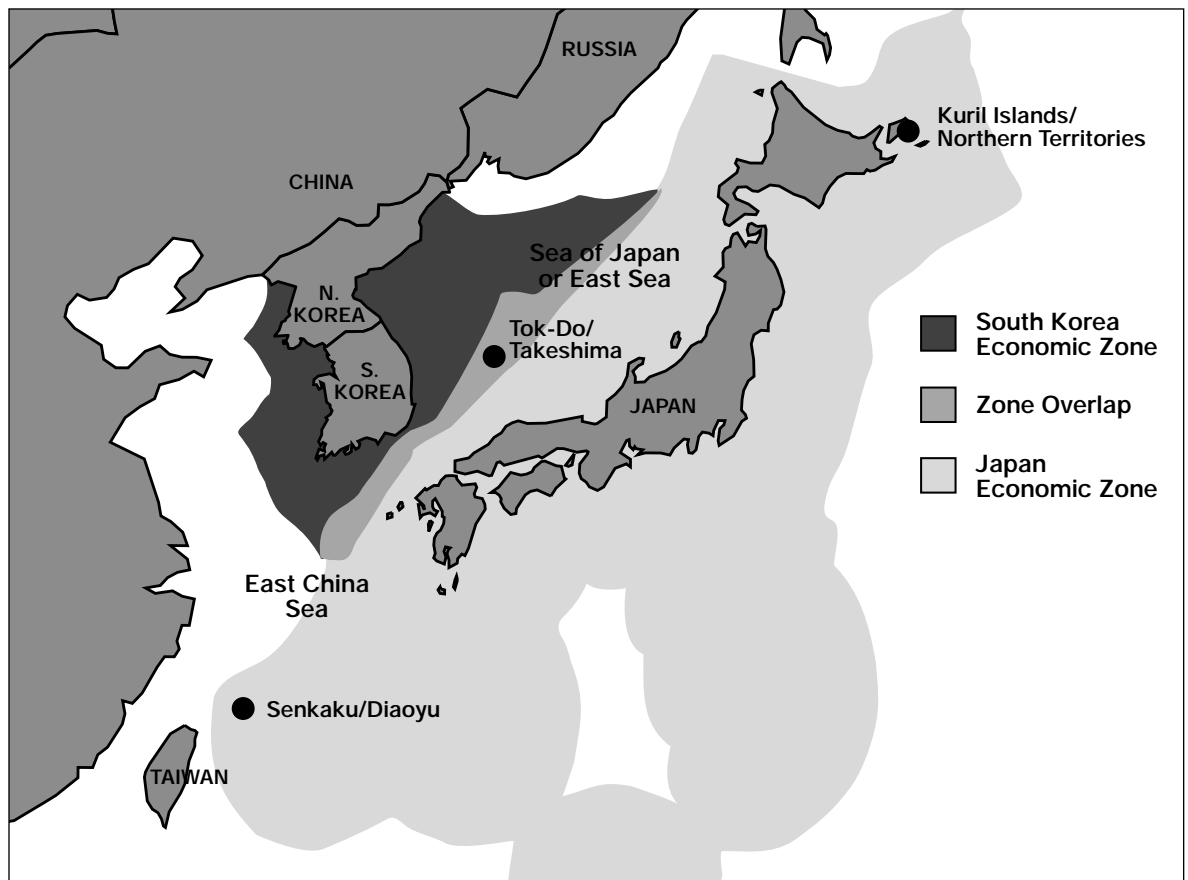 RUSSIA
Kuril Islands/
Northern Territories
CHINA
Sea of Japan
or East Sea
N.
KOREA
Tok-Do/
Takeshima
S.
KOREA
JAPAN
South Korea
Economic Zone
Zone Overlap
Japan
Economic Zone
East China
Sea
Senkaku/Diaoyu
TAIWAN